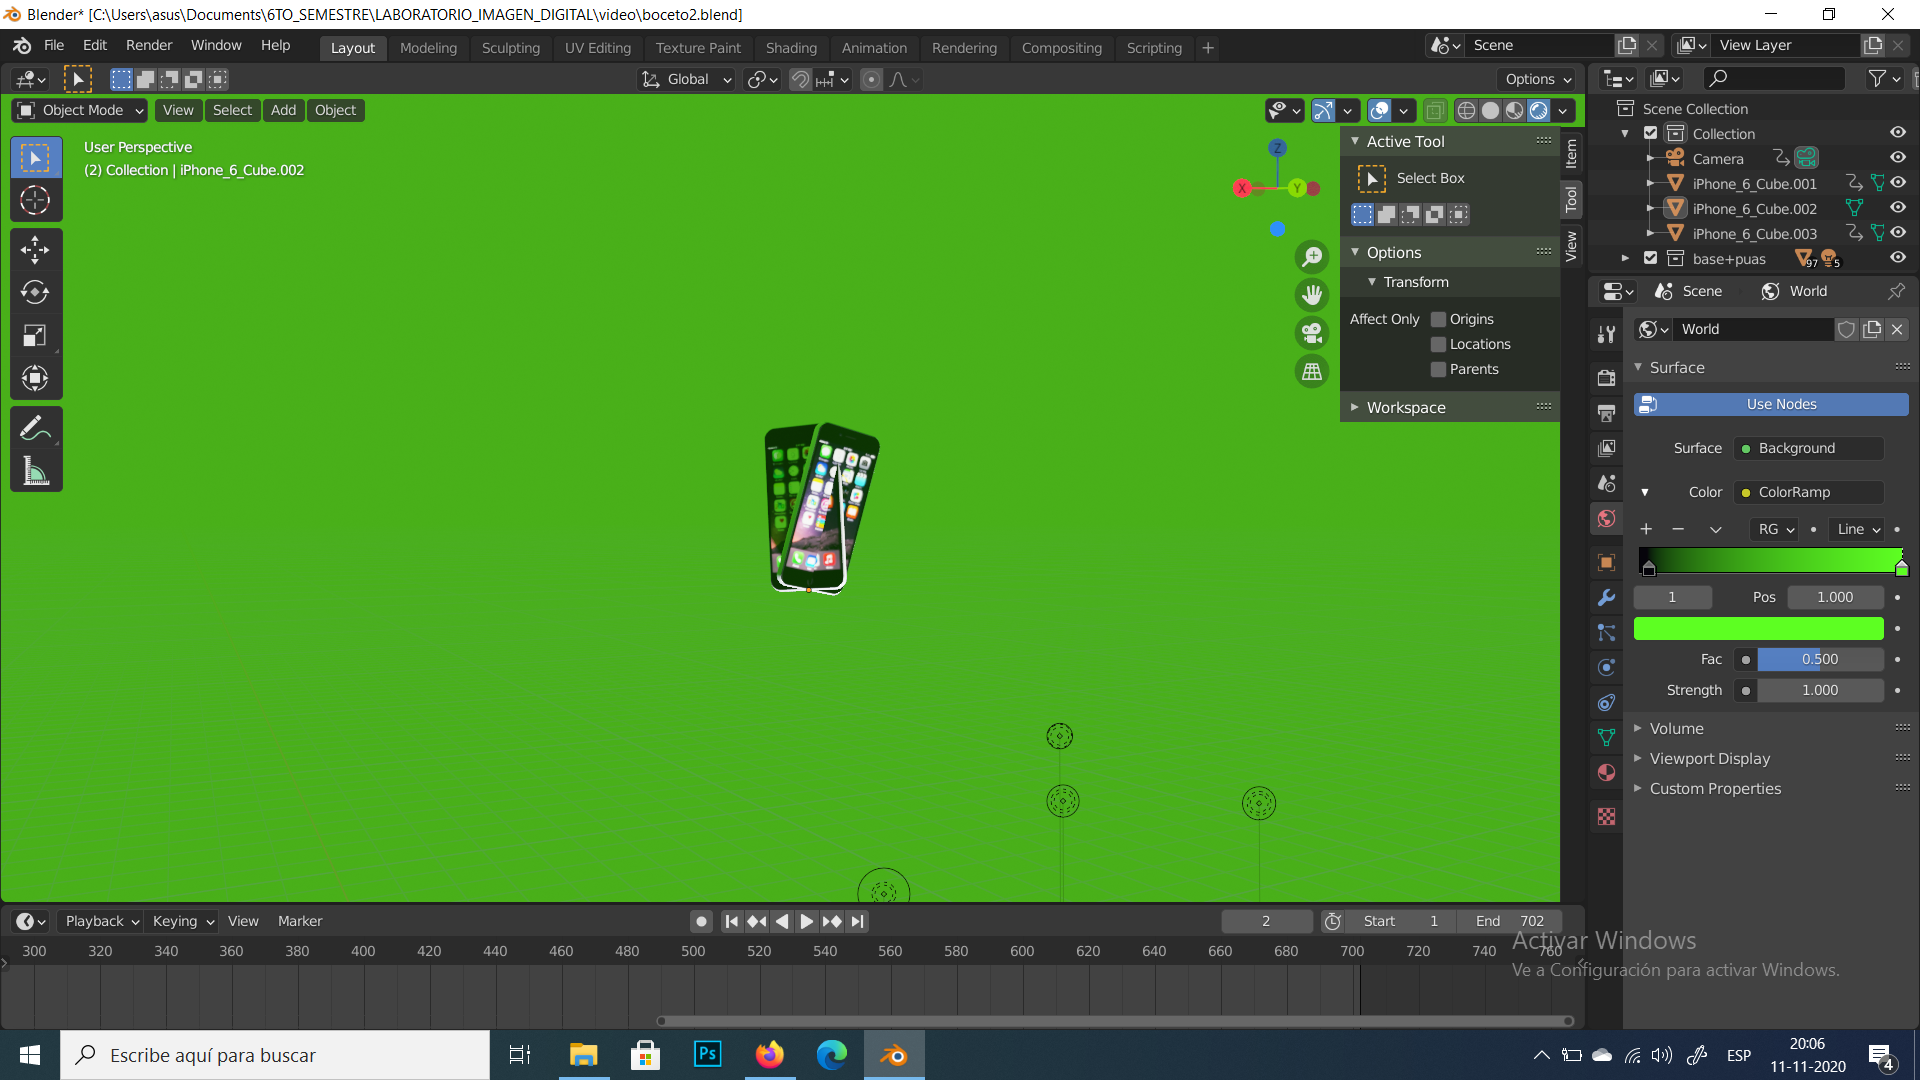 Blender* [C:\Users\asus\Documents\6TO_SEMESTRE\LABORATORIO_IMAGEN_DIGITAL\video\boceto2.blend]
File Edit Render Window Help Layout Modeling Sculpting UV Editing Texture Paint Shading Animation Rendering Compositing Scripting + Scene View Layer
Global Options
Object Mode View Select Add Object
User Perspective
(2) Collection | iPhone_6_Cube.002
Z
X
Y
Active Tool
Select Box
Options
Transform
Affect Only Origins
Locations
Parents
Workspace
Item
Tool
View
Scene Collection
Collection
Camera
iPhone_6_Cube.001
iPhone_6_Cube.002
iPhone_6_Cube.003
base+puas 97 5
Scene World
World
Surface
Use Nodes
Surface Background
Color ColorRamp
+ − RG Line
1 Pos 1.000
Fac 0.500
Strength 1.000
Volume
Viewport Display
Custom Properties
Playback Keying View Marker 2 Start 1 End 702
300 320 340 360 380 400 420 440 460 480 500 520 540 560 580 600 620 640 660 680 700 720 740 760
Activar Windows
Ve a Configuración para activar Windows.
Escribe aquí para buscar
Ps
ESP
20:06
11-11-2020
4